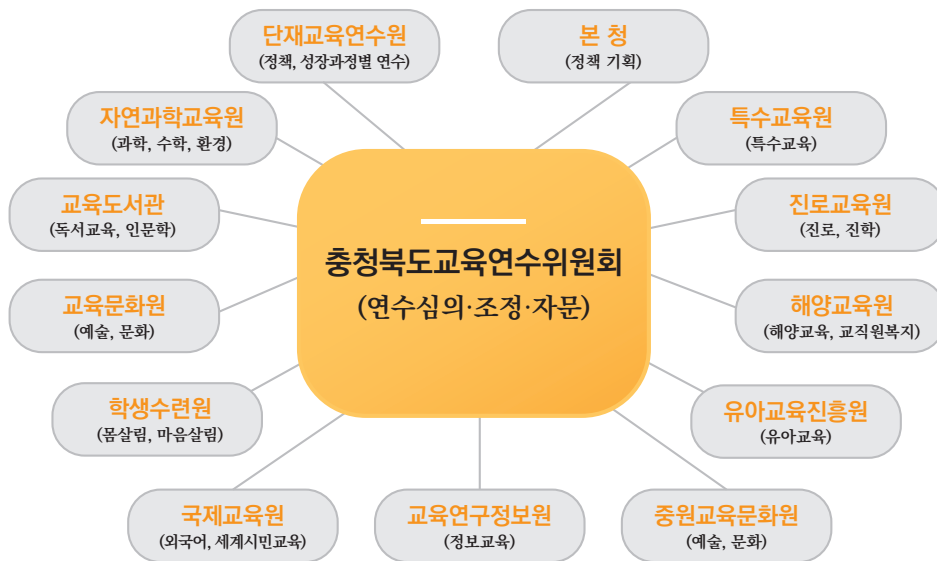 단재교육연수원
(정책, 성장과정별 연수)
본 청
(정책 기획)
자연과학교육원
(과학, 수학, 환경)
특수교육원
(특수교육)
교육도서관
(독서교육, 인문학)
진로교육원
(진로, 진학)
충청북도교육연수위원회
(연수심의·조정·자문)
교육문화원
(예술, 문화)
해양교육원
(해양교육, 교직원복지)
학생수련원
(몸살림, 마음살림)
유아교육진흥원
(유아교육)
국제교육원
(외국어, 세계시민교육)
교육연구정보원
(정보교육)
중원교육문화원
(예술, 문화)